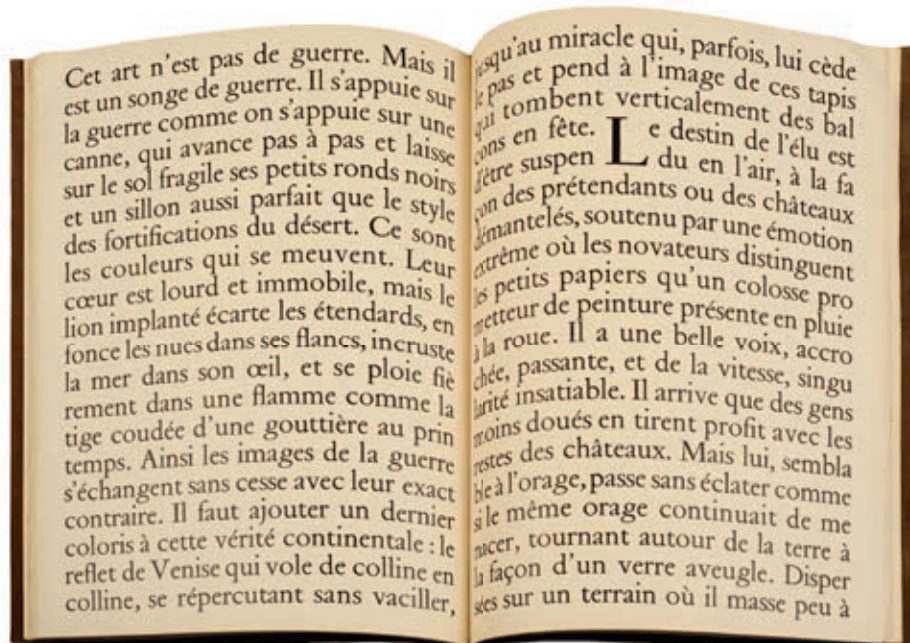 Cet art n'est pas de guerre. Mais il
est un songe de guerre. Il s'appuie sur
la guerre comme on s'appuie sur une
canne, qui avance pas à pas et laisse
sur le sol fragile ses petits ronds noirs
et un sillon aussi parfait que le style
des fortifications du désert. Ce sont
les couleurs qui se meuvent. Leur
cœur est lourd et immobile, mais le
lion implanté écarte les étendards, en
fonce les nues dans ses flancs, incruste
la mer dans son œil, et se ploie fiè
rement dans une flamme comme la
tige coudée d'une gouttière au prin
temps. Ainsi les images de la guerre
s'échangent sans cesse avec leur exact
contraire. Il faut ajouter un dernier
coloris à cette vérité continentale : le
reflet de Venise qui vole de colline en
colline, se répercutant sans vaciller,
jusqu'au miracle qui, parfois, lui cède
le pas et pend à l'image de ces tapis
qui tombent verticalement des bal
cons en fête. Le destin de l'élu est
d'être suspen du en l'air, à la fa
çon des prétendants ou des châteaux
démantelés, soutenu par une émotion
extrême où les novateurs distinguent
les petits papiers qu'un colosse pro
metteur de peinture présente en pluie
à la roue. Il a une belle voix, accro
chée, passante, et de la vitesse, singu
larité insatiable. Il arrive que des gens
moins doués en tirent profit avec les
restes des châteaux. Mais lui, sembla
ble à l'orage, passe sans éclater comme
si le même orage continuait de me
nacer, tournant autour de la terre à
la façon d'un verre aveugle. Disper
sées sur un terrain où il masse peu à